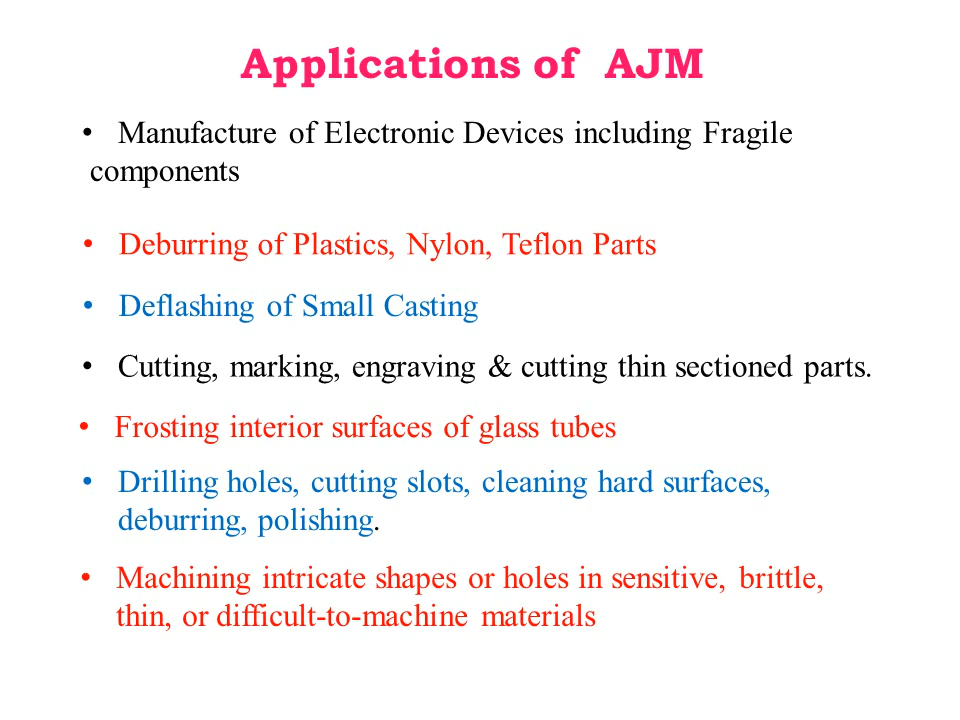 Applications of AJM
• Manufacture of Electronic Devices including Fragile
components
• Deburring of Plastics, Nylon, Teflon Parts
• Deflashing of Small Casting
• Cutting, marking, engraving & cutting thin sectioned parts.
• Frosting interior surfaces of glass tubes
• Drilling holes, cutting slots, cleaning hard surfaces,
deburring, polishing.
• Machining intricate shapes or holes in sensitive, brittle,
thin, or difficult-to-machine materials